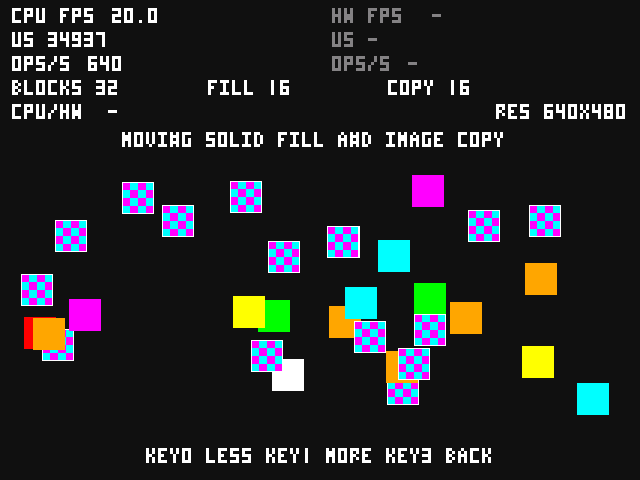 CPU FPS 20.0 HW FPS -
US 34937 US -
OPS/S 640 OPS/S -
BLOCKS 32 FILL 16 COPY 16
CPU/HW - RES 640X480
MOVING SOLID FILL AND IMAGE COPY
KEY0 LESS KEY1 MORE KEY3 BACK